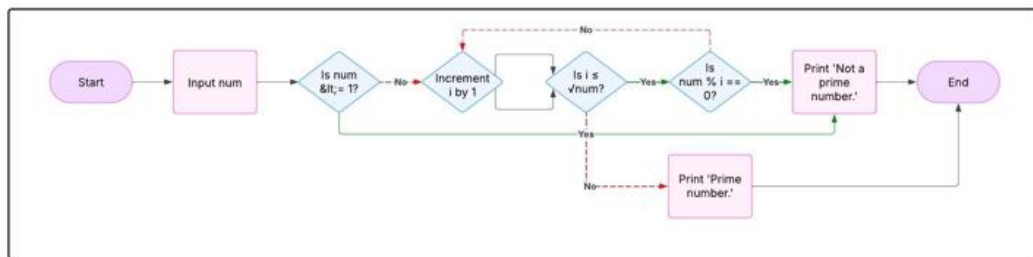 No
Start
Input num
Is num
&lt;= 1?
No
Increment
i by 1
Is i ≤
√num?
Yes
Is
num % i ==
0?
Yes
Print 'Not a
prime
number.'
End
Yes
No
Print 'Prime
number.'